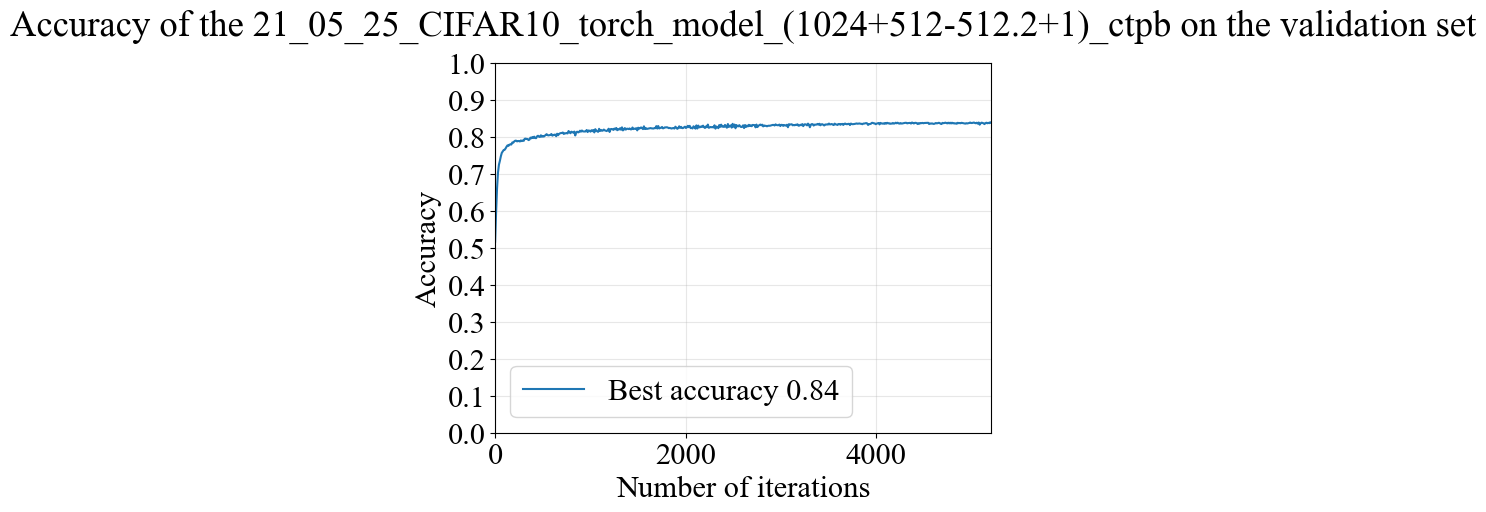 Accuracy of the 21_05_25_CIFAR10_torch_model_(1024+512-512.2+1)_ctpb on the validation set
1.0
0.9
0.8
0.7
0.6
0.5
0.4
0.3
0.2
0.1
0.0
Accuracy
Best accuracy 0.84
0 2000 4000
Number of iterations